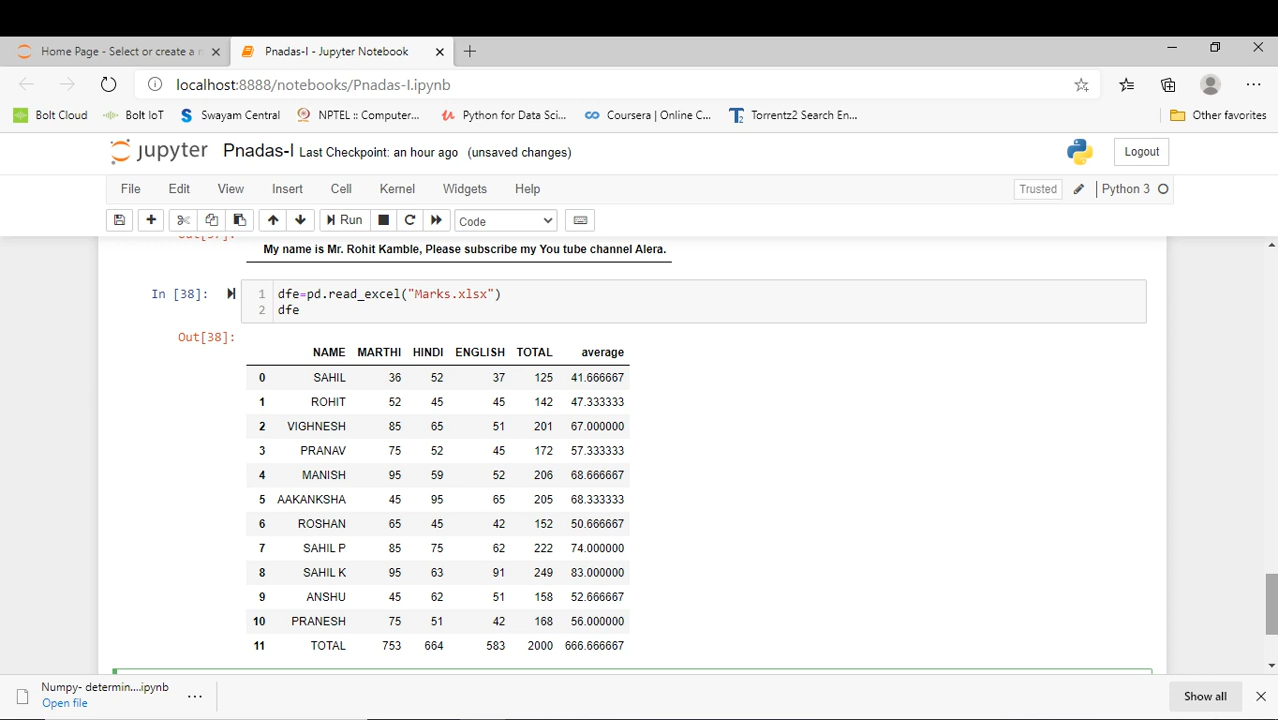 Home Page - Select or create a n
Pnadas-I - Jupyter Notebook
localhost:8888/notebooks/Pnadas-I.ipynb
Bolt Cloud Bolt IoT Swayam Central NPTEL :: Computer... Python for Data Sci... Coursera | Online C... Torrentz2 Search En... Other favorites
jupyter Pnadas-I Last Checkpoint: an hour ago (unsaved changes) Logout
File Edit View Insert Cell Kernel Widgets Help Trusted Python 3
Run Code
My name is Mr. Rohit Kamble, Please subscribe my You tube channel Alera.
In [38]: 1 dfe=pd.read_excel("Marks.xlsx")
2 dfe
Out[38]:
NAME MARTHI HINDI ENGLISH TOTAL average
0 SAHIL 36 52 37 125 41.666667
1 ROHIT 52 45 45 142 47.333333
2 VIGHNESH 85 65 51 201 67.000000
3 PRANAV 75 52 45 172 57.333333
4 MANISH 95 59 52 206 68.666667
5 AAKANKSHA 45 95 65 205 68.333333
6 ROSHAN 65 45 42 152 50.666667
7 SAHIL P 85 75 62 222 74.000000
8 SAHIL K 95 63 91 249 83.000000
9 ANSHU 45 62 51 158 52.666667
10 PRANESH 75 51 42 168 56.000000
11 TOTAL 753 664 583 2000 666.666667
Numpy- determin....ipynb
Open file
Show all